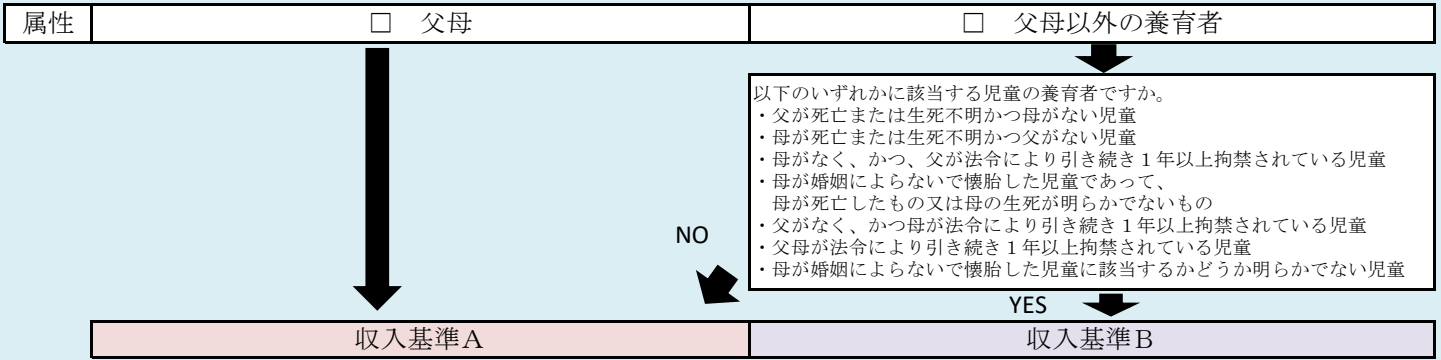 属性 □ 父母 □ 父母以外の養育者
以下のいずれかに該当する児童の養育者ですか。
・父が死亡または生死不明かつ母がない児童
・母が死亡または生死不明かつ父がない児童
・母がなく、かつ、父が法令により引き続き1年以上拘禁されている児童
・母が婚姻によらないで懐胎した児童であって、
母が死亡したもの又は母の生死が明らかでないもの
・父がなく、かつ母が法令により引き続き1年以上拘禁されている児童
・父母が法令により引き続き1年以上拘禁されている児童
・母が婚姻によらないで懐胎した児童に該当するかどうか明らかでない児童
NO
YES
収入基準A 収入基準B